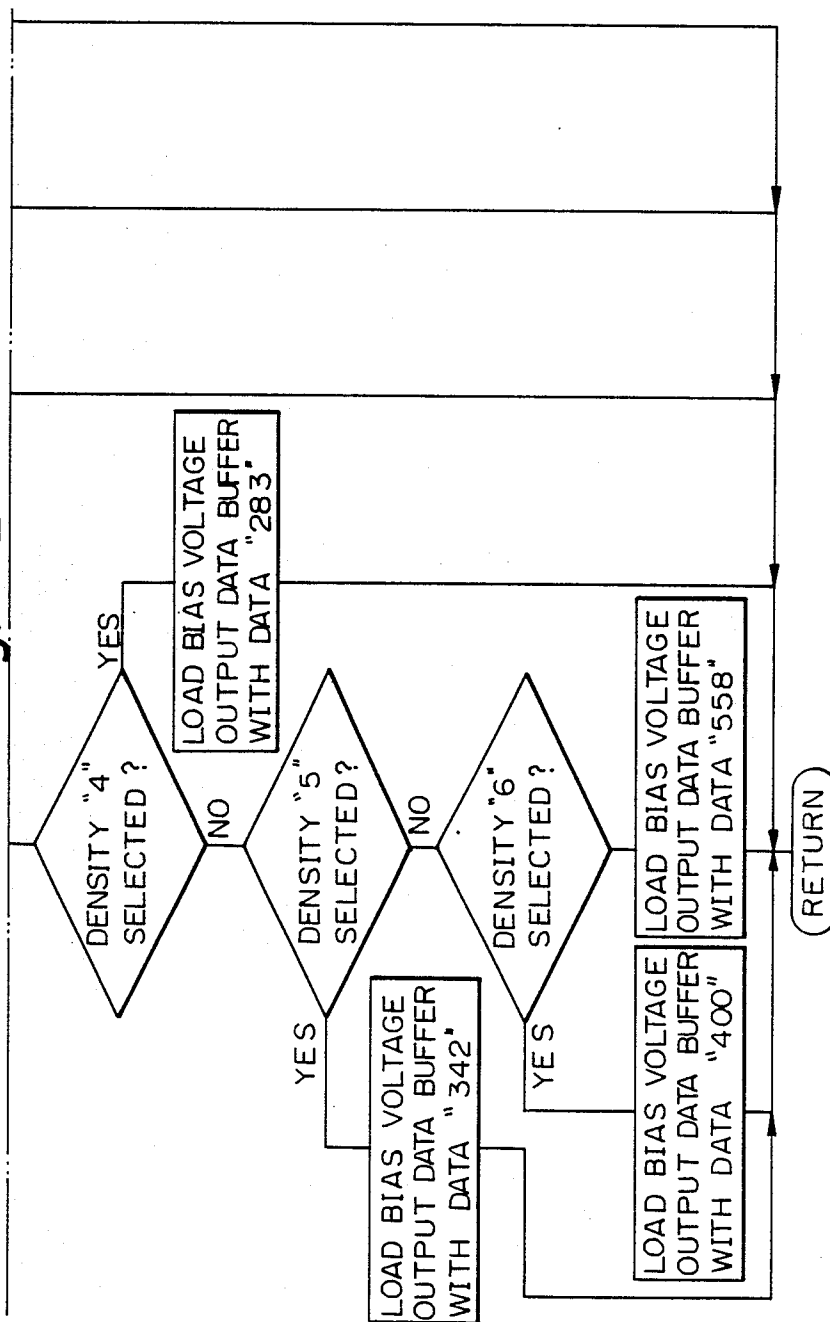 DENSITY "4"
SELECTED ?
YES
LOAD BIAS VOLTAGE
OUTPUT DATA BUFFER
WITH DATA "283"
NO
DENSITY "5"
SELECTED ?
YES
LOAD BIAS VOLTAGE
OUTPUT DATA BUFFER
WITH DATA "342"
NO
DENSITY "6"
SELECTED ?
YES
LOAD BIAS VOLTAGE
OUTPUT DATA BUFFER
WITH DATA "400"
LOAD BIAS VOLTAGE
OUTPUT DATA BUFFER
WITH DATA "558"
RETURN